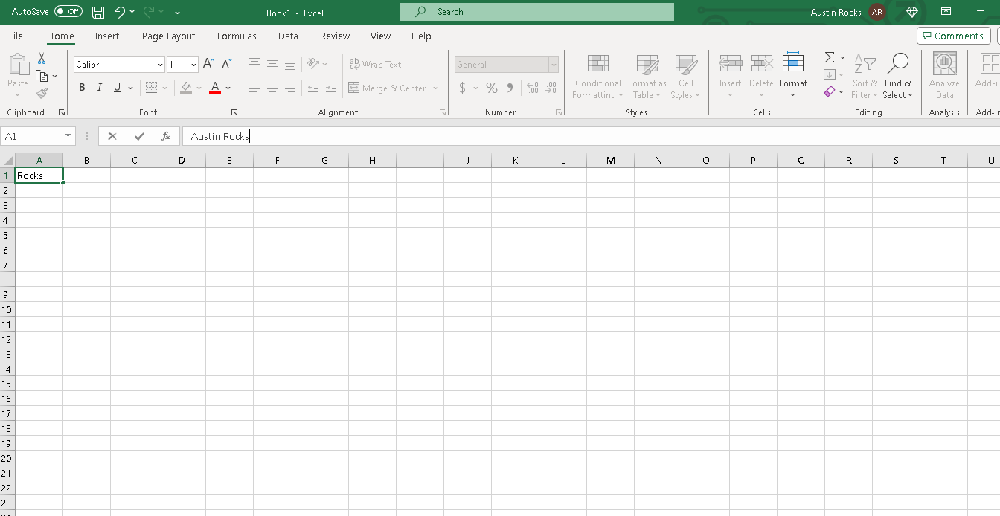 AutoSave Off Book1 - Excel Search Austin Rocks AR
File Home Insert Page Layout Formulas Data Review View Help Comments
Calibri 11 A A Wrap Text General
Paste B I U A Merge & Center $ % Conditional Formatting Format as Table Cell Styles Insert Delete Format Sort & Filter Find & Select Analyze Data
Clipboard Font Alignment Number Styles Cells Editing Analysis
A1 fx Austin Rocks
A B C D E F G H I J K L M N O P Q R S T U
1 Rocks
2
3
4
5
6
7
8
9
10
11
12
13
14
15
16
17
18
19
20
21
22
23